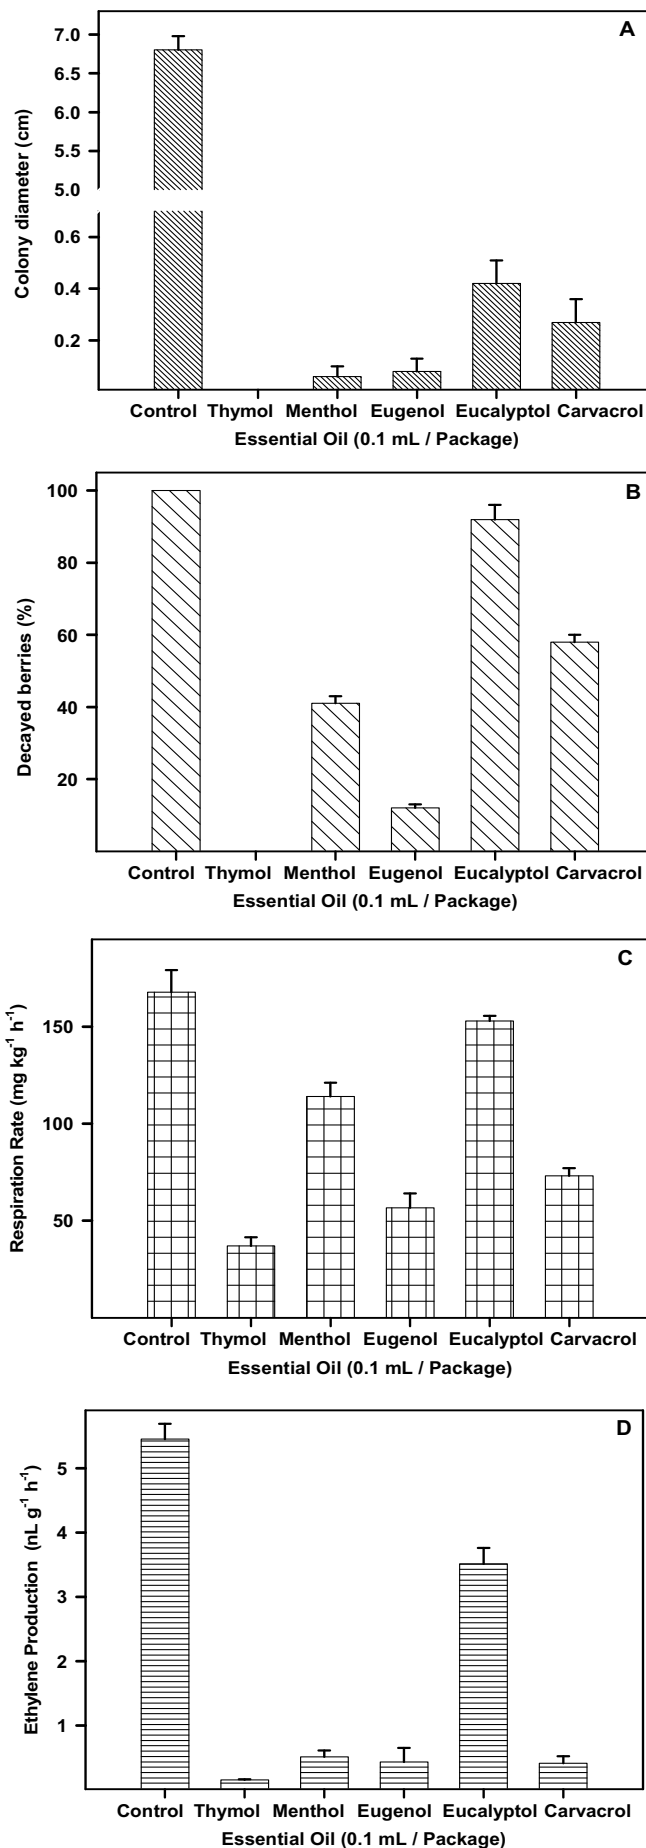 A
7.0
6.5
6.0
5.5
5.0
0.6
0.4
0.2
Colony diameter (cm)
Control Thymol Menthol Eugenol Eucalyptol Carvacrol
Essential Oil (0.1 mL / Package)
B
100
80
60
40
20
Decayed berries (%)
Control Thymol Menthol Eugenol Eucalyptol Carvacrol
Essential Oil (0.1 mL / Package)
C
150
100
50
Respiration Rate (mg kg⁻¹ h⁻¹)
Control Thymol Menthol Eugenol Eucalyptol Carvacrol
Essential Oil (0.1 mL / Package)
D
5
4
3
2
1
Ethylene Production (nL g⁻¹ h⁻¹)
Control Thymol Menthol Eugenol Eucalyptol Carvacrol
Essential Oil (0.1 mL / Package)